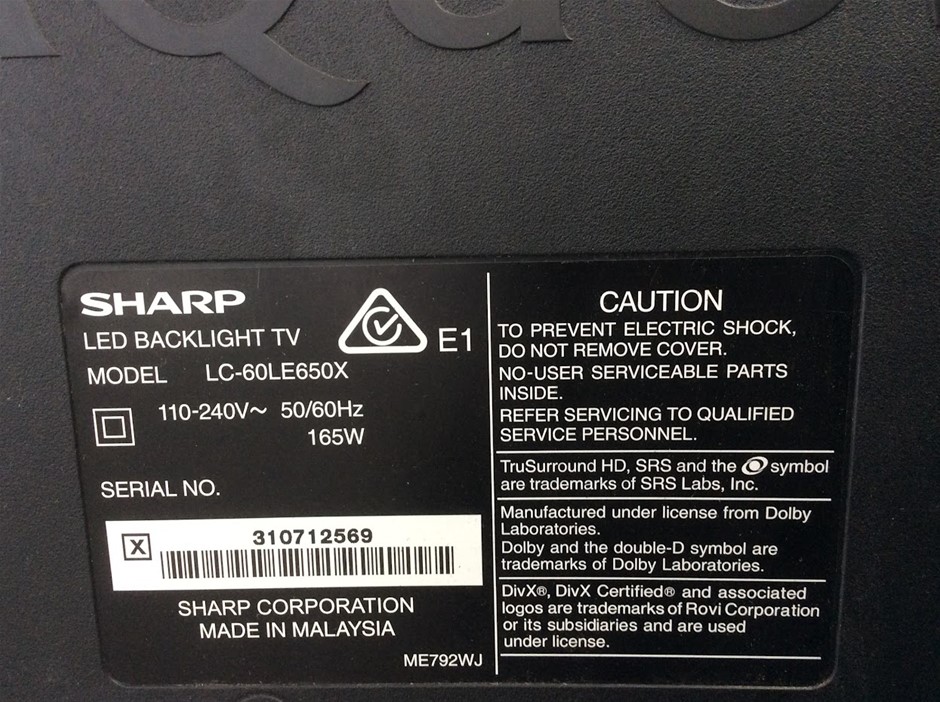 SHARP
LED BACKLIGHT TV
E1
MODEL LC-60LE650X
110-240V~ 50/60Hz
165W
SERIAL NO.
X
310712569
SHARP CORPORATION
MADE IN MALAYSIA
ME792WJ
CAUTION
TO PREVENT ELECTRIC SHOCK,
DO NOT REMOVE COVER.
NO-USER SERVICEABLE PARTS
INSIDE.
REFER SERVICING TO QUALIFIED
SERVICE PERSONNEL.
TruSurround HD, SRS and the symbol
are trademarks of SRS Labs, Inc.
Manufactured under license from Dolby
Laboratories.
Dolby and the double-D symbol are
trademarks of Dolby Laboratories.
DivX®, DivX Certified® and associated
logos are trademarks of Rovi Corporation
or its subsidiaries and are used
under license.